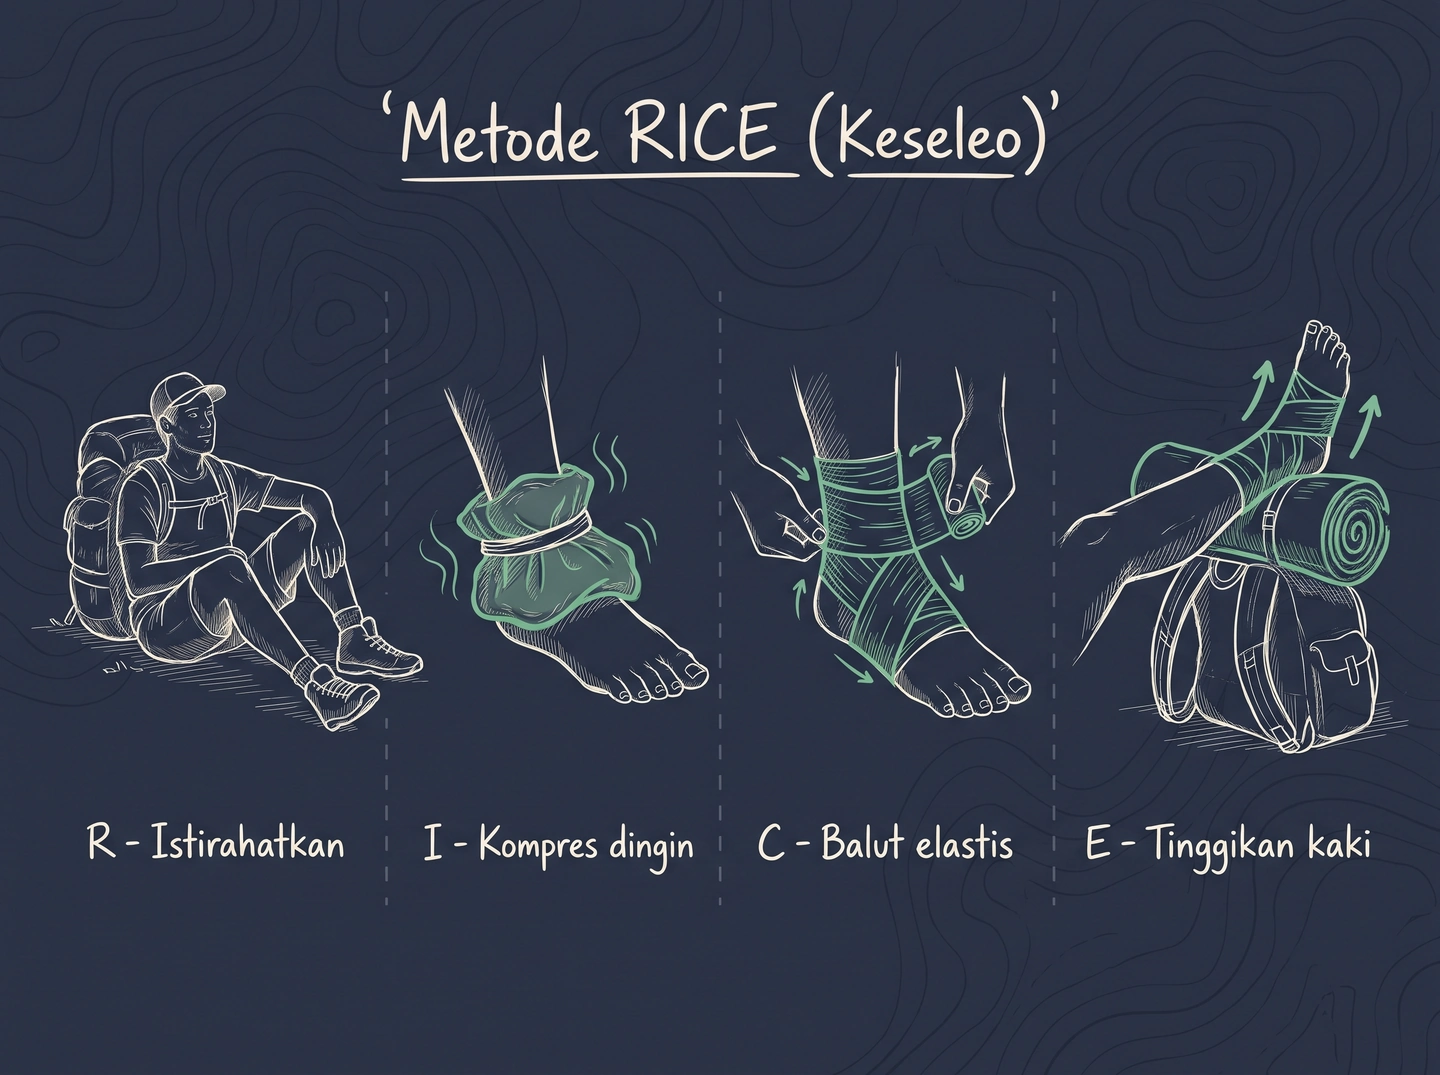 ‘Metode RICE (Keseleo)’
R - Istirahatkan
I - Kompres dingin
C - Balut elastis
E - Tinggikan kaki